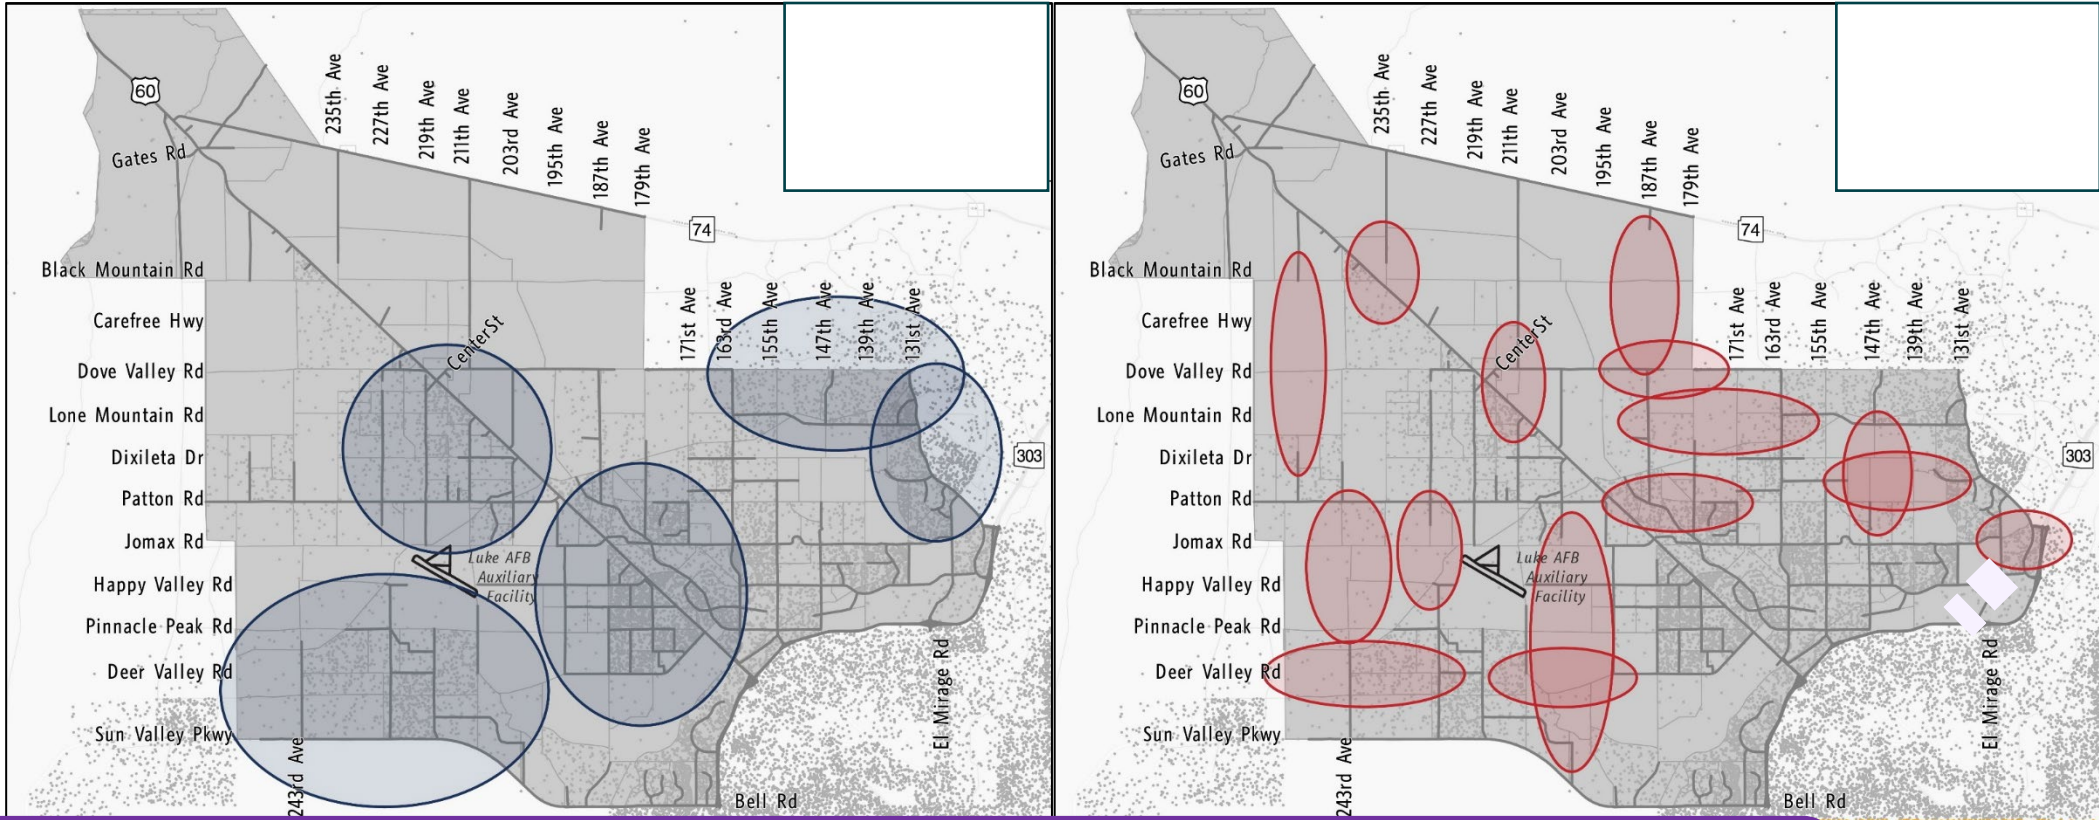 60
Gates Rd
235th Ave
227th Ave
219th Ave
211th Ave
203rd Ave
195th Ave
187th Ave
179th Ave
74
Black Mountain Rd
Carefree Hwy
Dove Valley Rd
Lone Mountain Rd
Dixileta Dr
Patton Rd
Jomax Rd
Happy Valley Rd
Pinnacle Peak Rd
Deer Valley Rd
Sun Valley Pkwy
Center St
171st Ave
163rd Ave
155th Ave
147th Ave
139th Ave
131st Ave
303
Luke AFB
Auxiliary
Facility
243rd Ave
El Mirage Rd
Bell Rd
60
Gates Rd
235th Ave
227th Ave
219th Ave
211th Ave
203rd Ave
195th Ave
187th Ave
179th Ave
74
Black Mountain Rd
Carefree Hwy
Dove Valley Rd
Lone Mountain Rd
Dixileta Dr
Patton Rd
Jomax Rd
Happy Valley Rd
Pinnacle Peak Rd
Deer Valley Rd
Sun Valley Pkwy
Center St
171st Ave
163rd Ave
155th Ave
147th Ave
139th Ave
131st Ave
303
Luke AFB
Auxiliary
Facility
243rd Ave
El Mirage Rd
Bell Rd